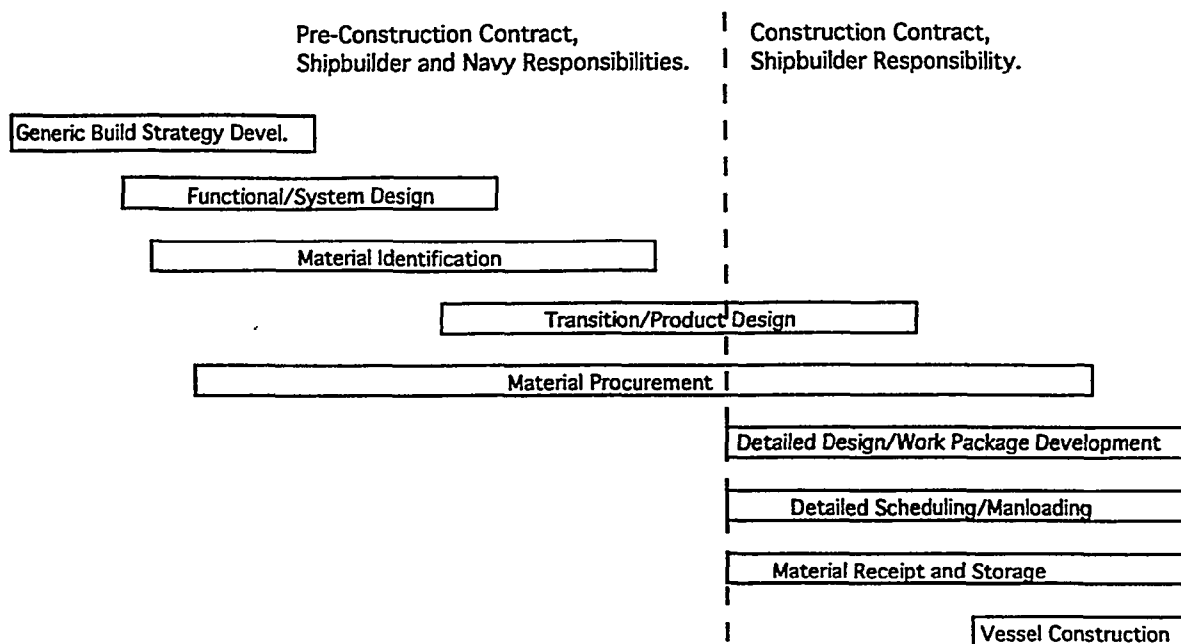 Pre-Construction Contract,
Shipbuilder and Navy Responsibilities.
Construction Contract,
Shipbuilder Responsibility.
Generic Build Strategy Devel.
Functional/System Design
Material Identification
Transition/Product Design
Material Procurement
Detailed Design/Work Package Development
Detailed Scheduling/Manloading
Material Receipt and Storage
Vessel Construction